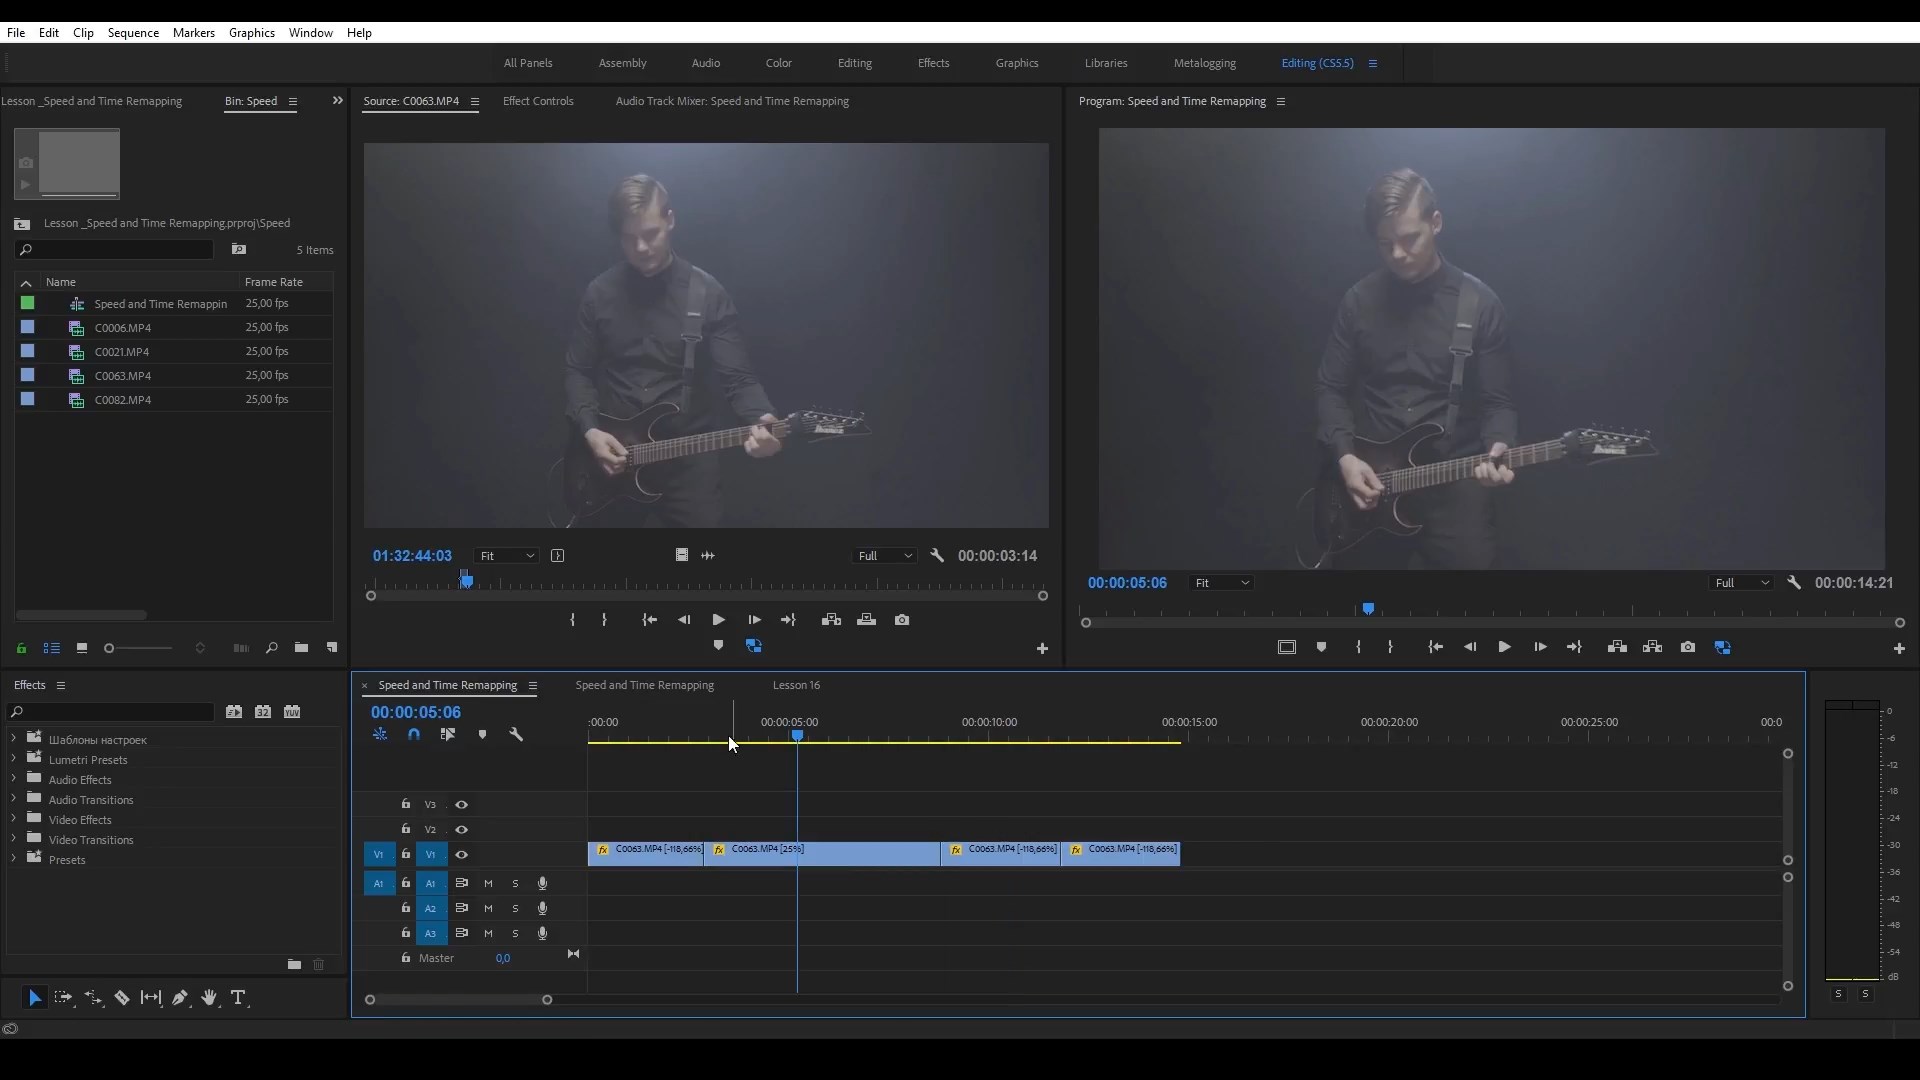 File Edit Clip Sequence Markers Graphics Window Help
All Panels Assembly Audio Color Editing Effects Graphics Libraries Metalogging Editing (CS5.5)
Lesson _Speed and Time Remapping Bin: Speed
Source: C0063.MP4 Effect Controls Audio Track Mixer: Speed and Time Remapping
Program: Speed and Time Remapping
Lesson _Speed and Time Remapping.prproj\Speed
5 Items
Name Frame Rate
Speed and Time Remappin 25,00 fps
C0006.MP4 25,00 fps
C0021.MP4 25,00 fps
C0063.MP4 25,00 fps
C0082.MP4 25,00 fps
Ibanez
Ibanez
01:32:44:03 Fit Full 00:00:03:14
00:00:05:06 Fit Full 00:00:14:21
Effects
32 YUV
Шаблоны настроек
Lumetri Presets
Audio Effects
Audio Transitions
Video Effects
Video Transitions
Presets
Speed and Time Remapping Speed and Time Remapping Lesson 16
00:00:05:06
:00:00 00:00:05:00 00:00:10:00 00:00:15:00 00:00:20:00 00:00:25:00 00:0
V3
V2
V1 V1
fx C0063.MP4 [-118,66%] fx C0063.MP4 [25%] fx C0063.MP4 [-118,66%] fx C0063.MP4 [-118,66%]
A1 A1 M S
A2 M S
A3 M S
Master 0,0
0
-6
-12
-18
-24
-30
-36
-42
-48
-54
dB
S S
T